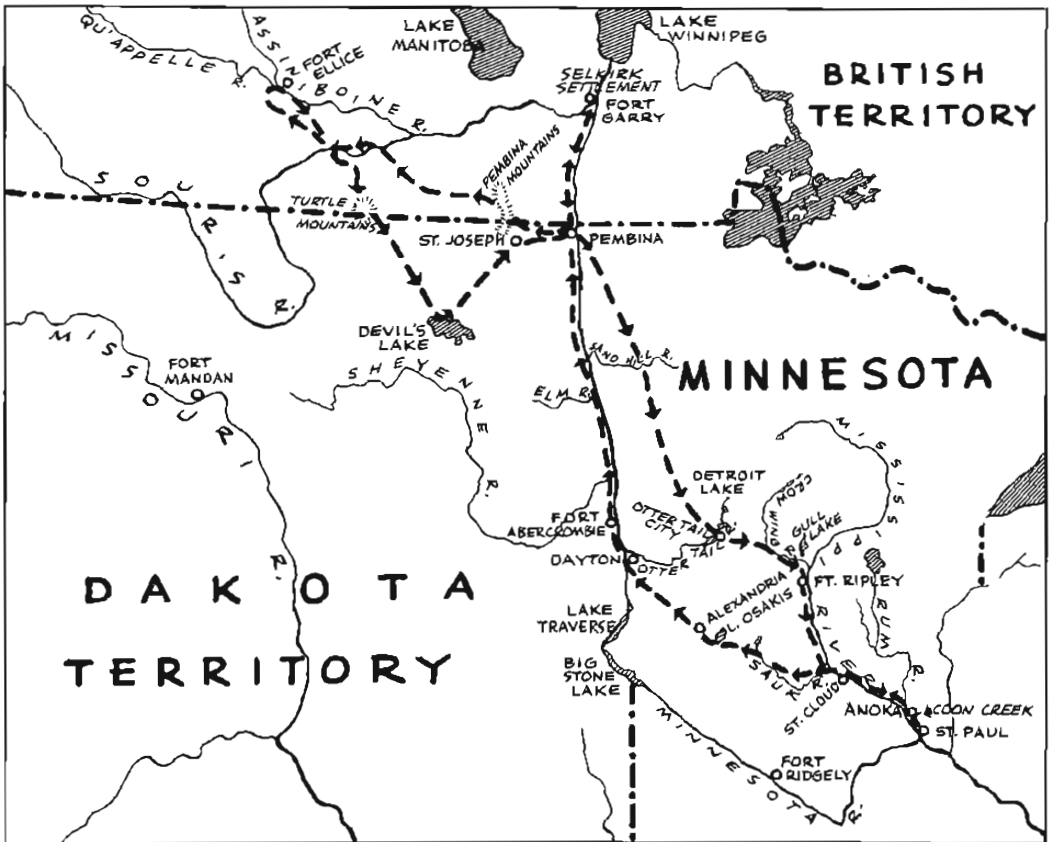 LAKE
MANITOBA
LAKE
WINNIPEG
QU'APPELLE R.
ASSINIBOINE R.
FORT
ELLICE
SELKIRK
SETTLEMENT
FORT
GARRY
BRITISH
TERRITORY
PEMBINA
MOUNTAINS
SOURIS R.
TURTLE
MOUNTAINS
ST. JOSEPH
PEMBINA
DEVIL'S
LAKE
MISSOURI R.
FORT
MANDAN
SHEYENNE R.
SAND HILL R.
ELM R.
MINNESOTA
MISSISSIPPI RIVER
DETROIT
LAKE
CROW WING R.
GULL
LAKE
OTTER TAIL
CITY
FORT
ABERCROMBIE
DAYTON
OTTER TAIL R.
FT. RIPLEY
RUM R.
ALEXANDRIA
L. OSAKIS
LAKE
TRAVERSE
BIG
STONE
LAKE
SAUK R.
ST. CLOUD
ANOKA
COON CREEK
ST. PAUL
MINNESOTA R.
FORT
RIDGELY
DAKOTA
TERRITORY